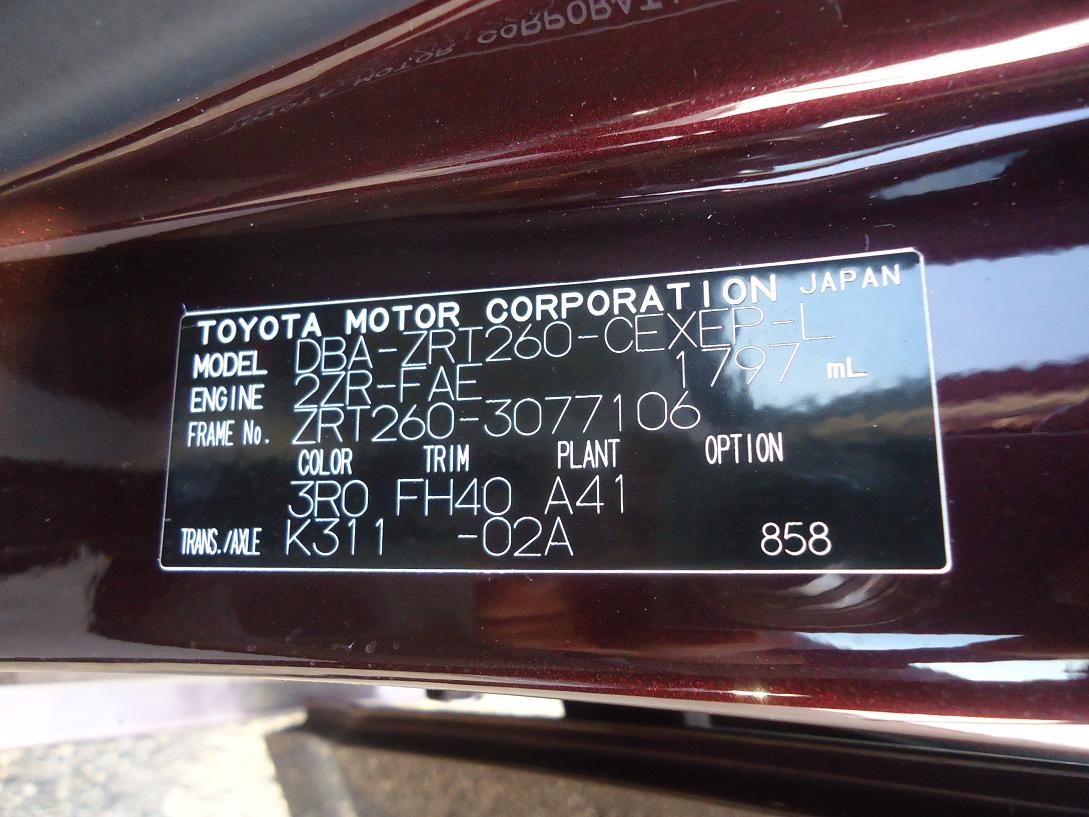 TOYOTA MOTOR CORPORATION JAPAN
MODEL DBA-ZRT260-CEXEP-L
ENGINE 2ZR-FAE 1797 mL
FRAME No. ZRT260-3077106
COLOR TRIM PLANT OPTION
3R0 FH40 A41
TRANS./AXLE K311 -02A 858